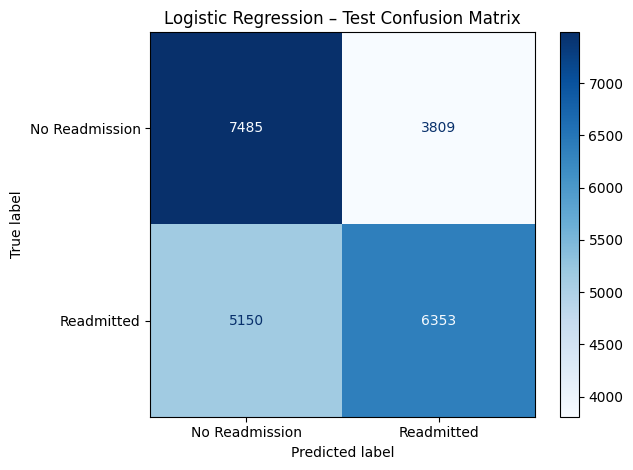 Logistic Regression – Test Confusion Matrix
No Readmission
7485
3809
Readmitted
5150
6353
No Readmission
Readmitted
Predicted label
True label
7000
6500
6000
5500
5000
4500
4000